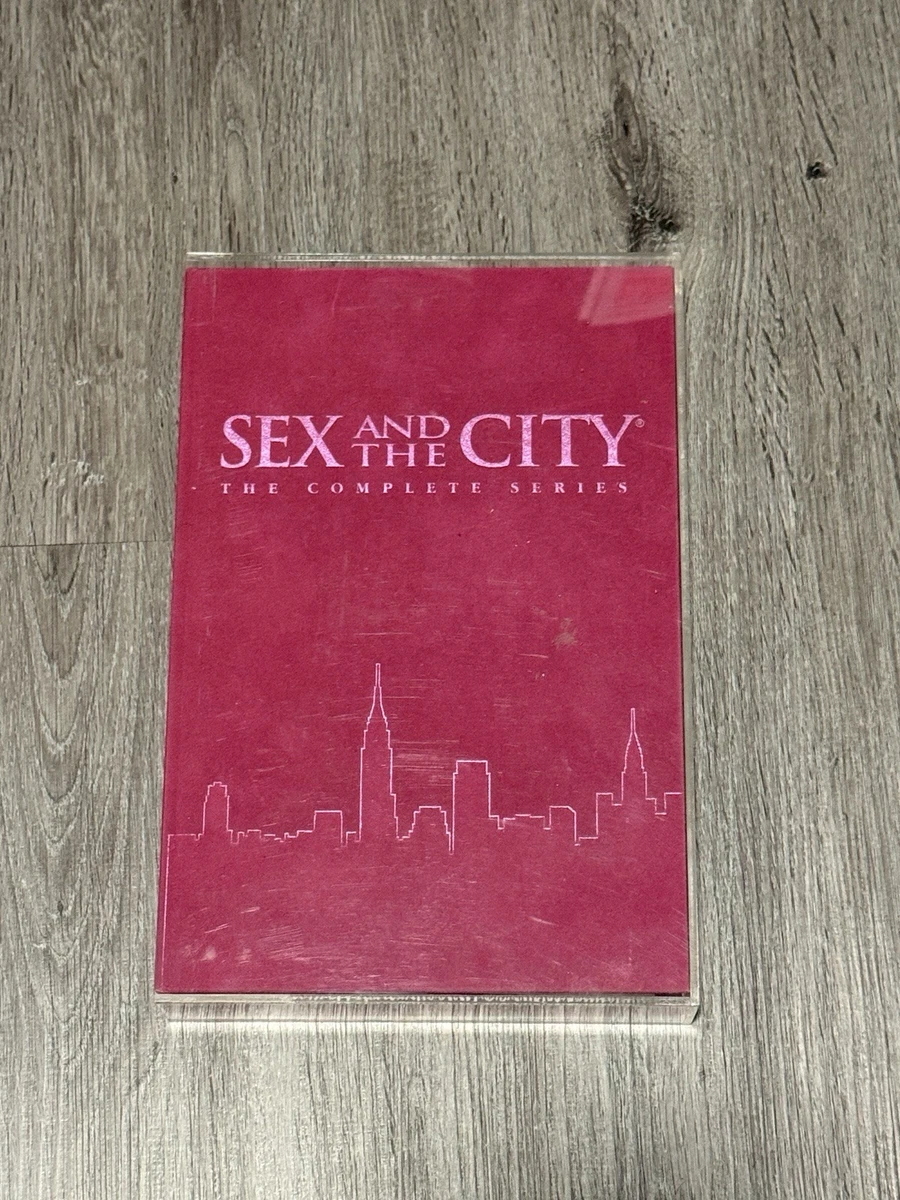 SEX AND THE CITY®
THE COMPLETE SERIES